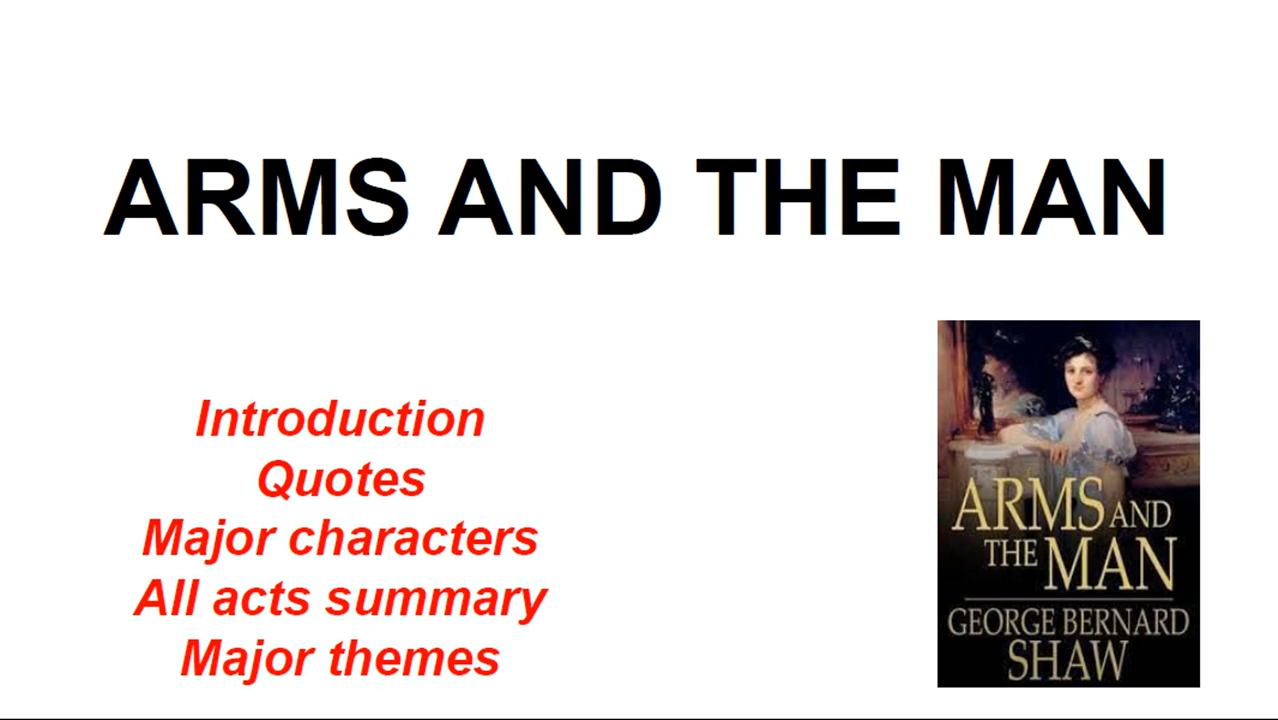 ARMS AND THE MAN
Introduction
Quotes
Major characters
All acts summary
Major themes
ARMS AND
THE MAN
GEORGE BERNARD
SHAW